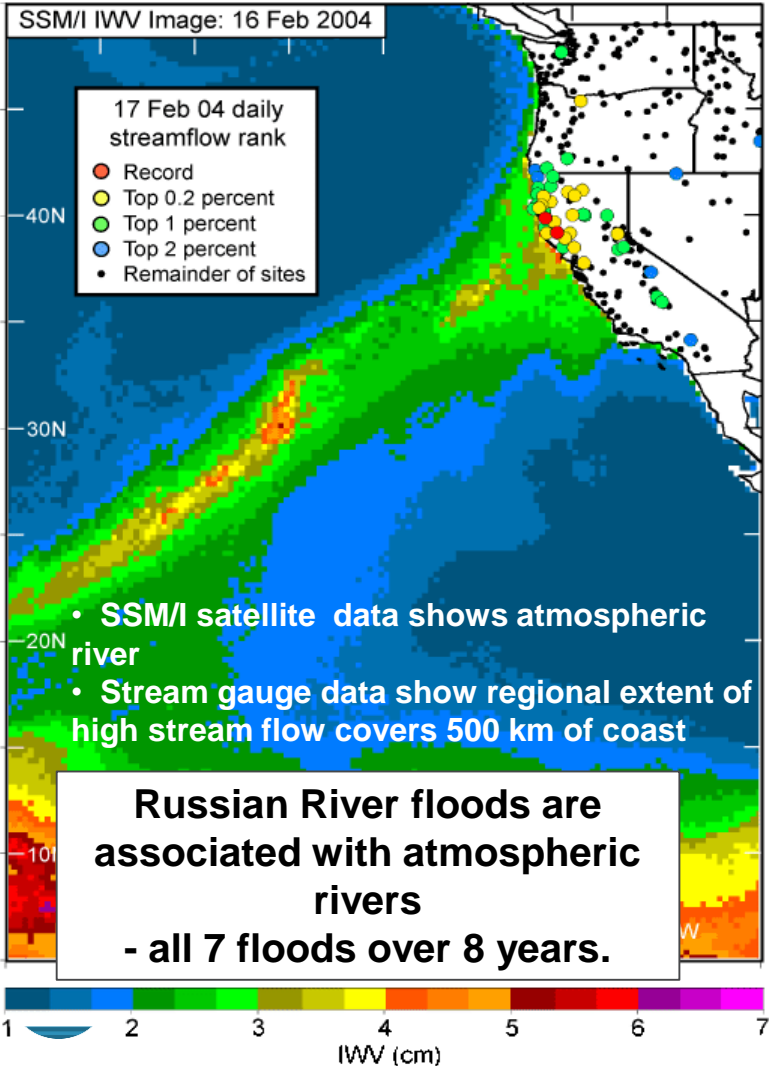 SSM/I IWV Image: 16 Feb 2004
17 Feb 04 daily
streamflow rank
Record
Top 0.2 percent
Top 1 percent
Top 2 percent
Remainder of sites
40N
30N
20N
• SSM/I satellite data shows atmospheric
river
• Stream gauge data show regional extent of
high stream flow covers 500 km of coast
Russian River floods are
associated with atmospheric
rivers
- all 7 floods over 8 years.
W
1 2 3 4 5 6 7
IWV (cm)